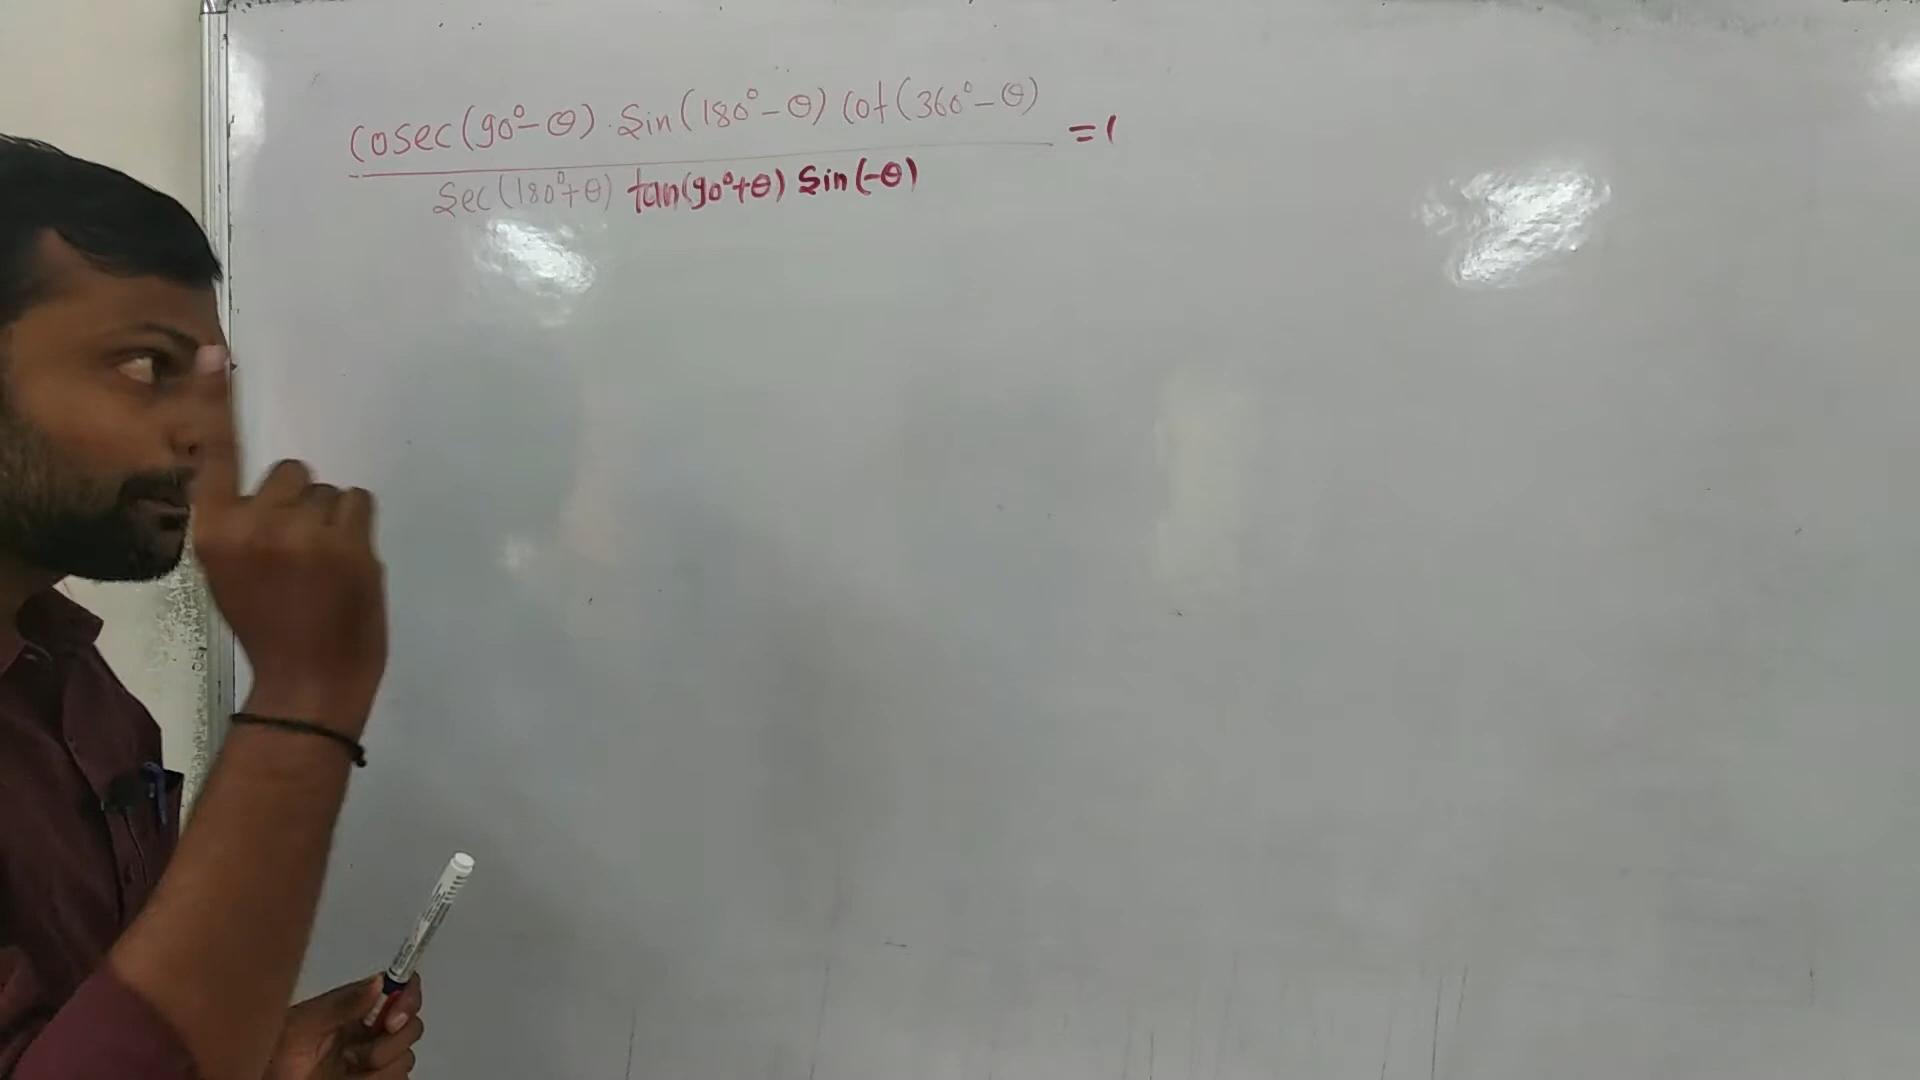 cosec(90°-θ). Sin(180°-θ) cot(360°-θ) = 1
Sec(180°+θ) tan(90°+θ) Sin(-θ)